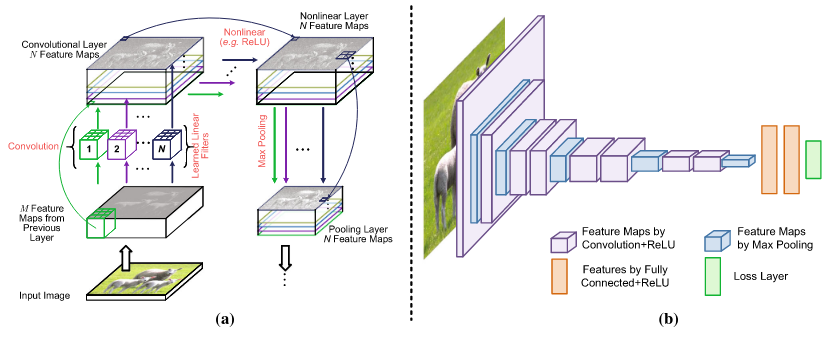 Convolutional Layer
N Feature Maps
Nonlinear
(e.g. ReLU)
Nonlinear Layer
N Feature Maps
Convolution
1
2
N
Learned Linear
Filters
Max Pooling
M Feature
Maps from
Previous
Layer
Pooling Layer
N Feature Maps
Input Image
(a)
Feature Maps by
Convolution+ReLU
Feature Maps
by Max Pooling
Features by Fully
Connected+ReLU
Loss Layer
(b)